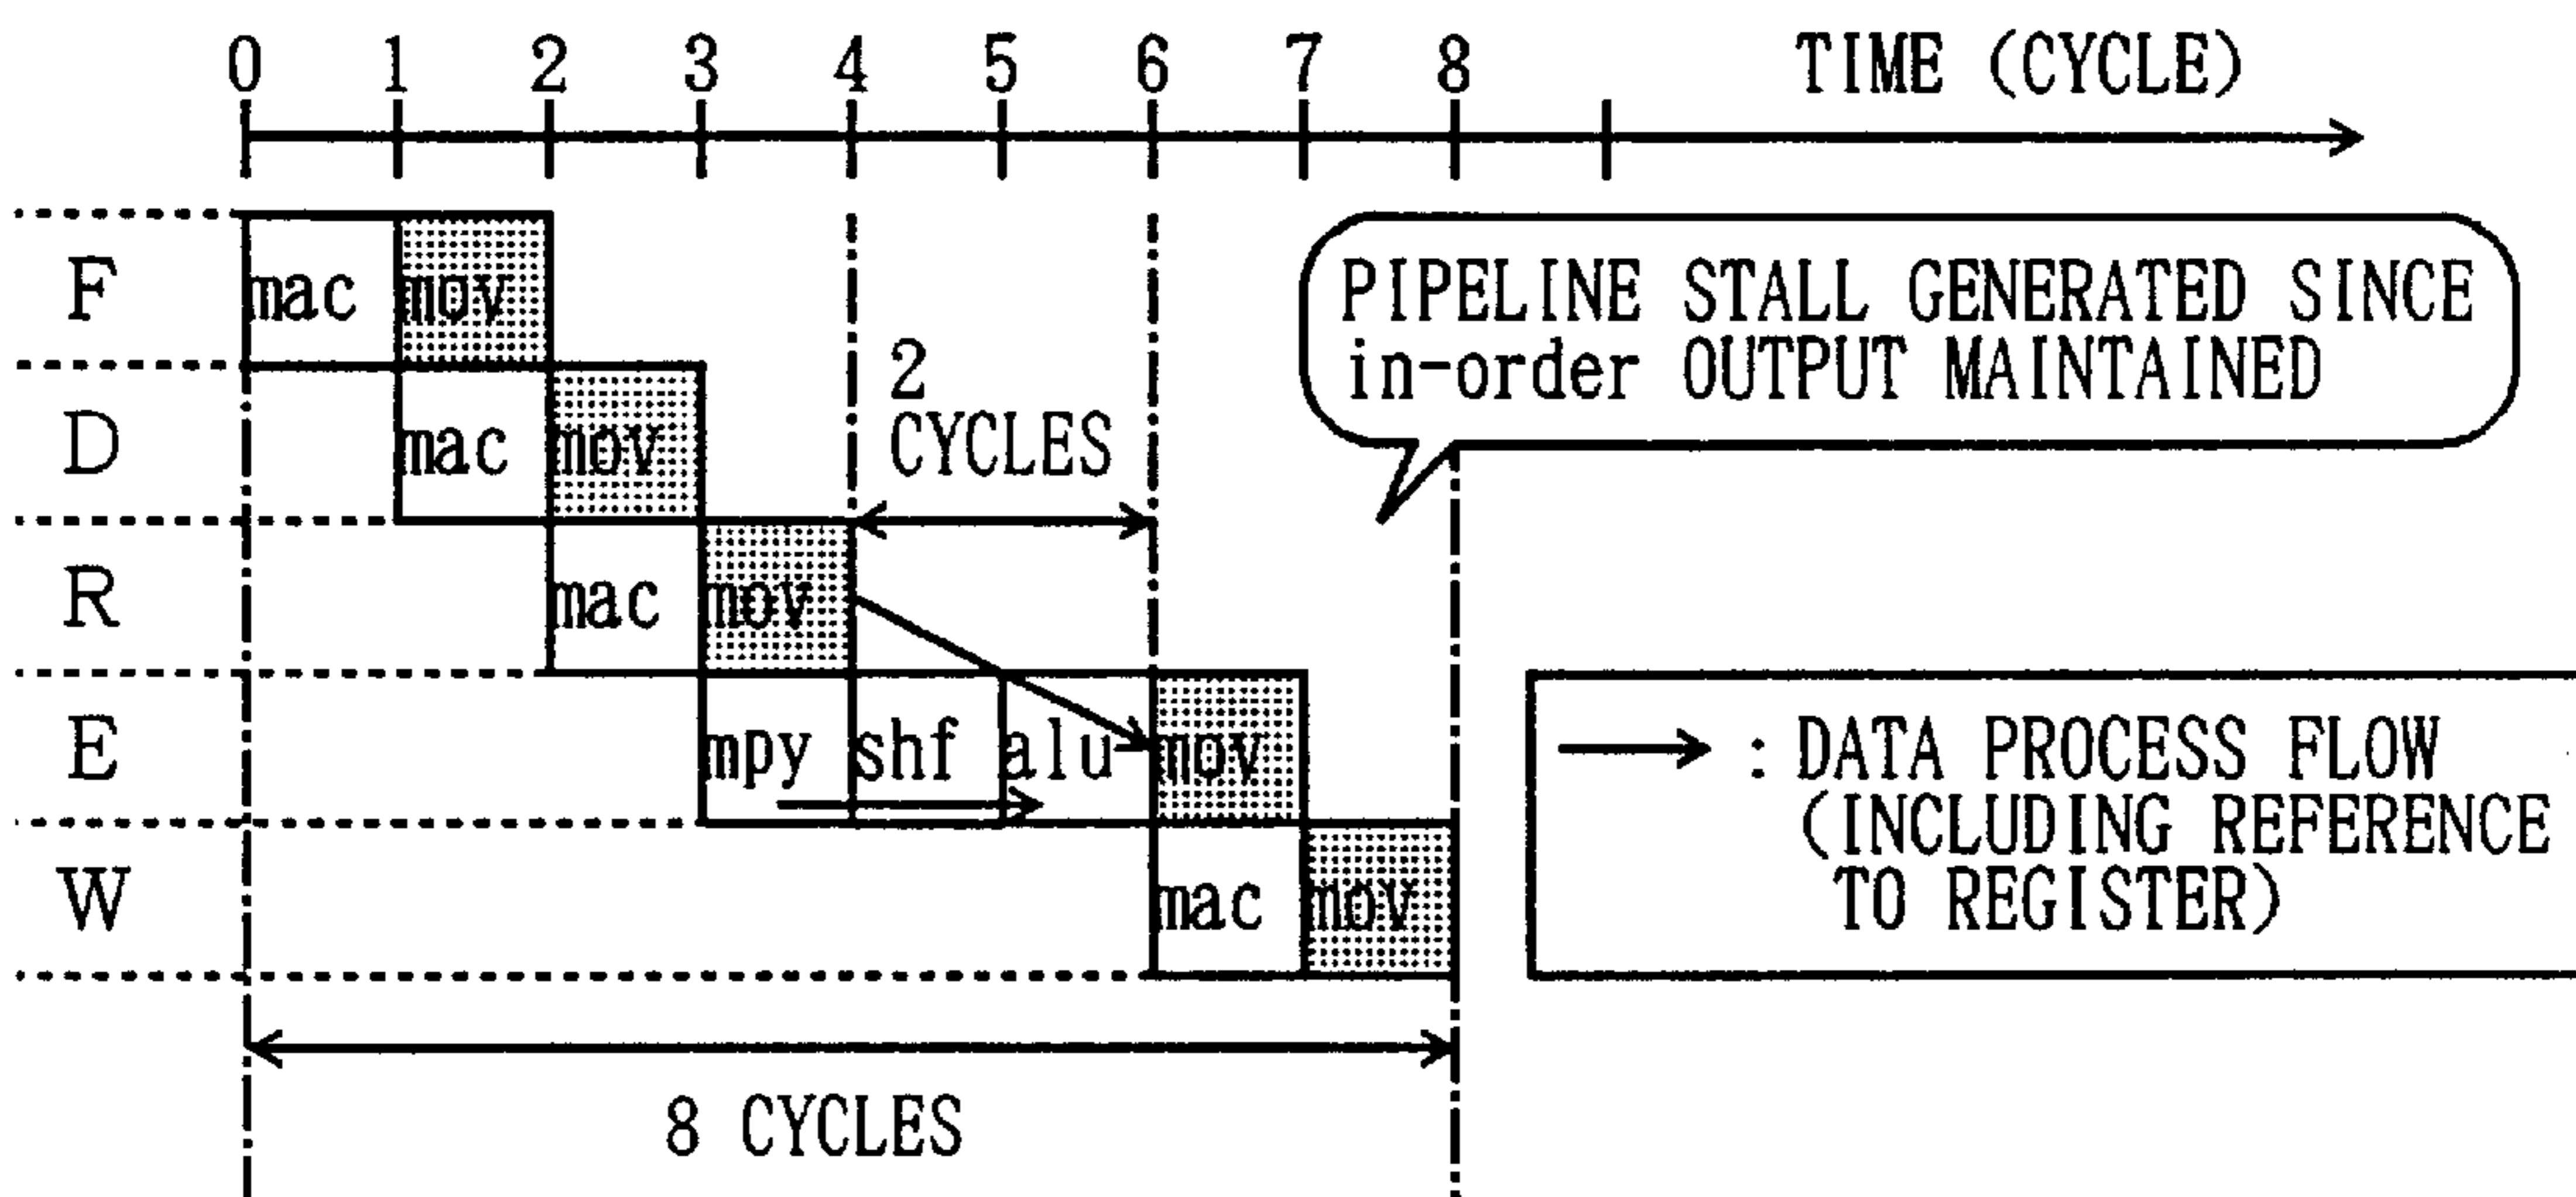 0 1 2 3 4 5 6 7 8 TIME (CYCLE)
F mac mov
PIPELINE STALL GENERATED SINCE
in-order OUTPUT MAINTAINED
2
CYCLES
D mac mov
R mac mov
E mpy shf alu mov
→ : DATA PROCESS FLOW
(INCLUDING REFERENCE
TO REGISTER)
W mac mov
8 CYCLES